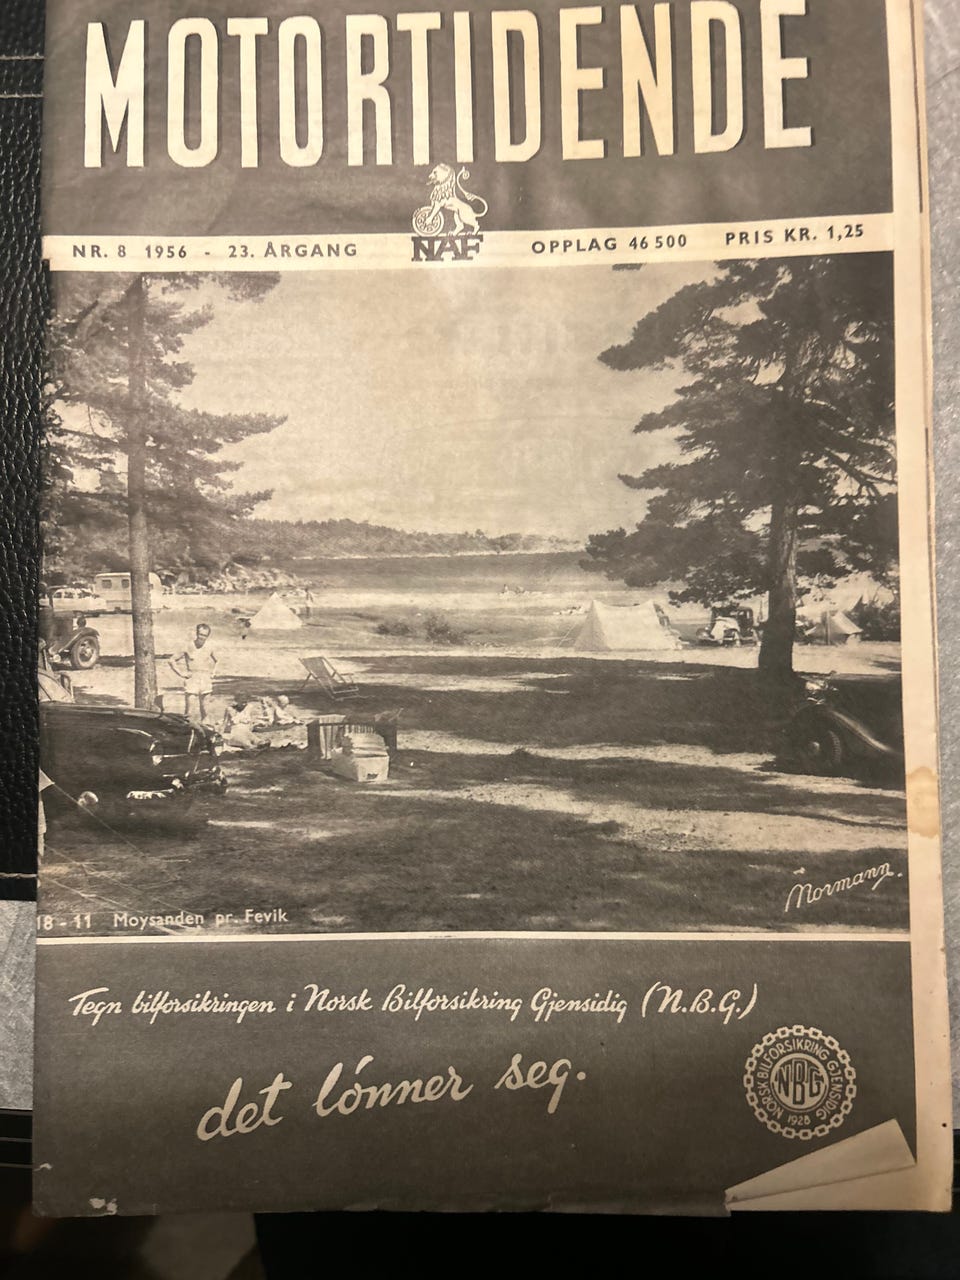 MOTORTIDENDE
NR. 8 1956 - 23. ÅRGANG
NAF
OPPLAG 46 500
PRIS KR. 1,25
Normann.
18 - 11 Moysanden pr. Fevik
Tegn bilforsikringen i Norsk Bilforsikring Gjensidig (N.B.G.)
det lønner seg.
NORSK BILFORSIKRING GJENSIDIG
NBG
1928